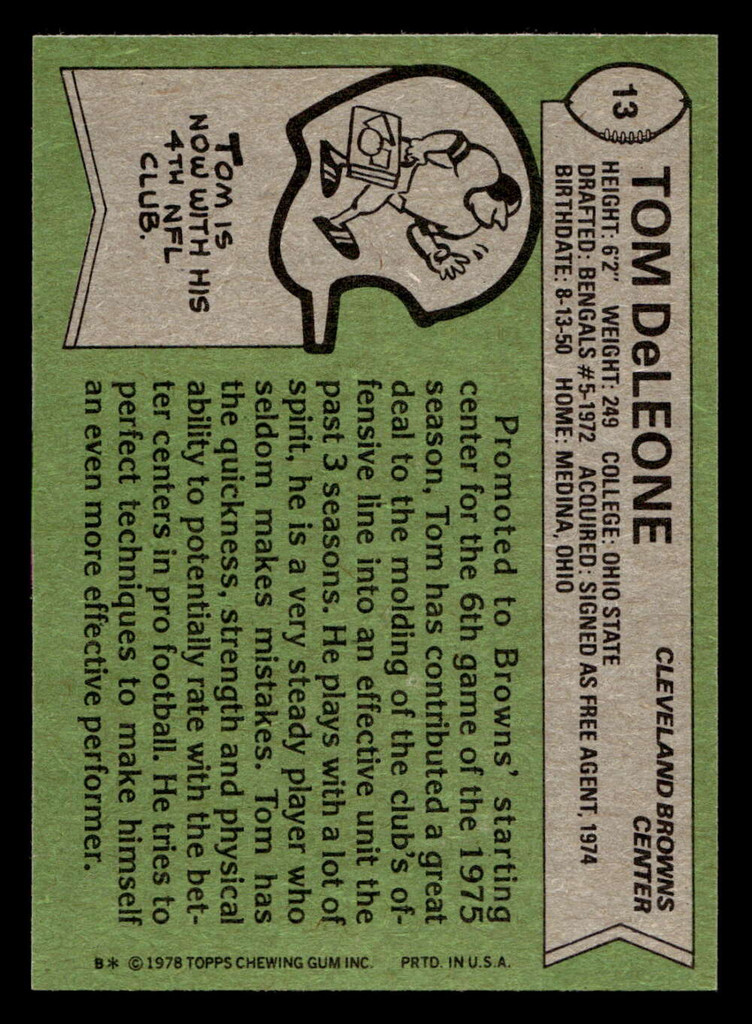 13
TOM DeLEONE
CLEVELAND BROWNS
CENTER
HEIGHT: 6'2" WEIGHT: 249 COLLEGE: OHIO STATE
DRAFTED: BENGALS #5-1972 ACQUIRED: SIGNED AS FREE AGENT, 1974
BIRTHDATE: 8-13-50 HOME: MEDINA, OHIO
TOM IS
NOW WITH HIS
4TH NFL
CLUB.
Promoted to Browns' starting
center for the 6th game of the 1975
season, Tom has contributed a great
deal to the molding of the club's of-
fensive line into an effective unit the
past 3 seasons. He plays with a lot of
spirit, he is a very steady player who
seldom makes mistakes. Tom has
the quickness, strength and physical
ability to potentially rate with the bet-
ter centers in pro football. He tries to
perfect techniques to make himself
an even more effective performer.
B* © 1978 TOPPS CHEWING GUM INC. PRTD. IN U.S.A.